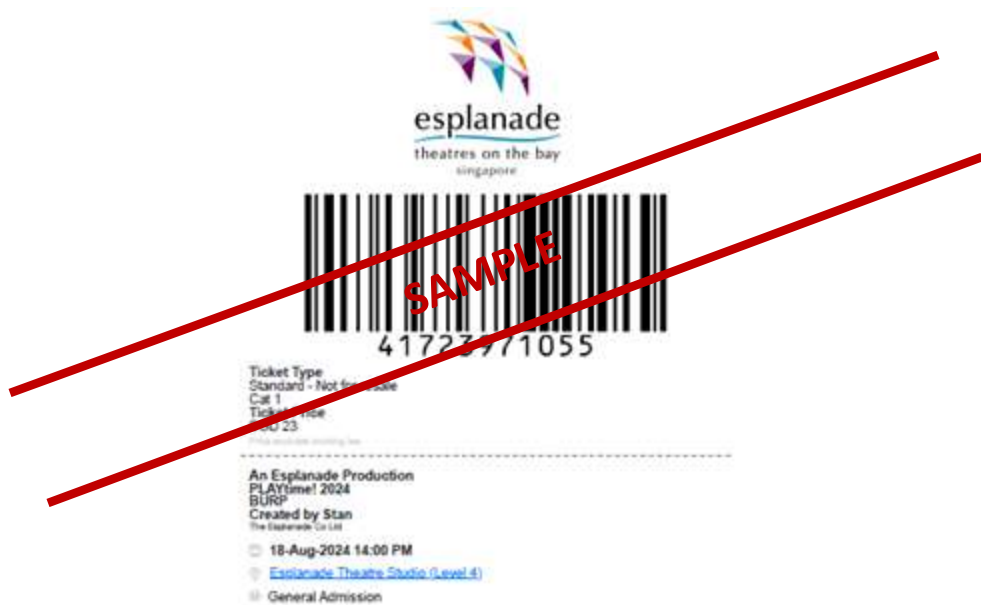 esplanade
theatres on the bay
singapore
SAMPLE
41723971055
Ticket Type
Standard - Not for sale
Cat 1
Ticket
23
An Esplanade Production
PLAYtime! 2024
BURP
Created by Stan
The Esplanade Co Ltd
18-Aug-2024 14:00 PM
Esplanade Theatre Studio (Level 4)
General Admission